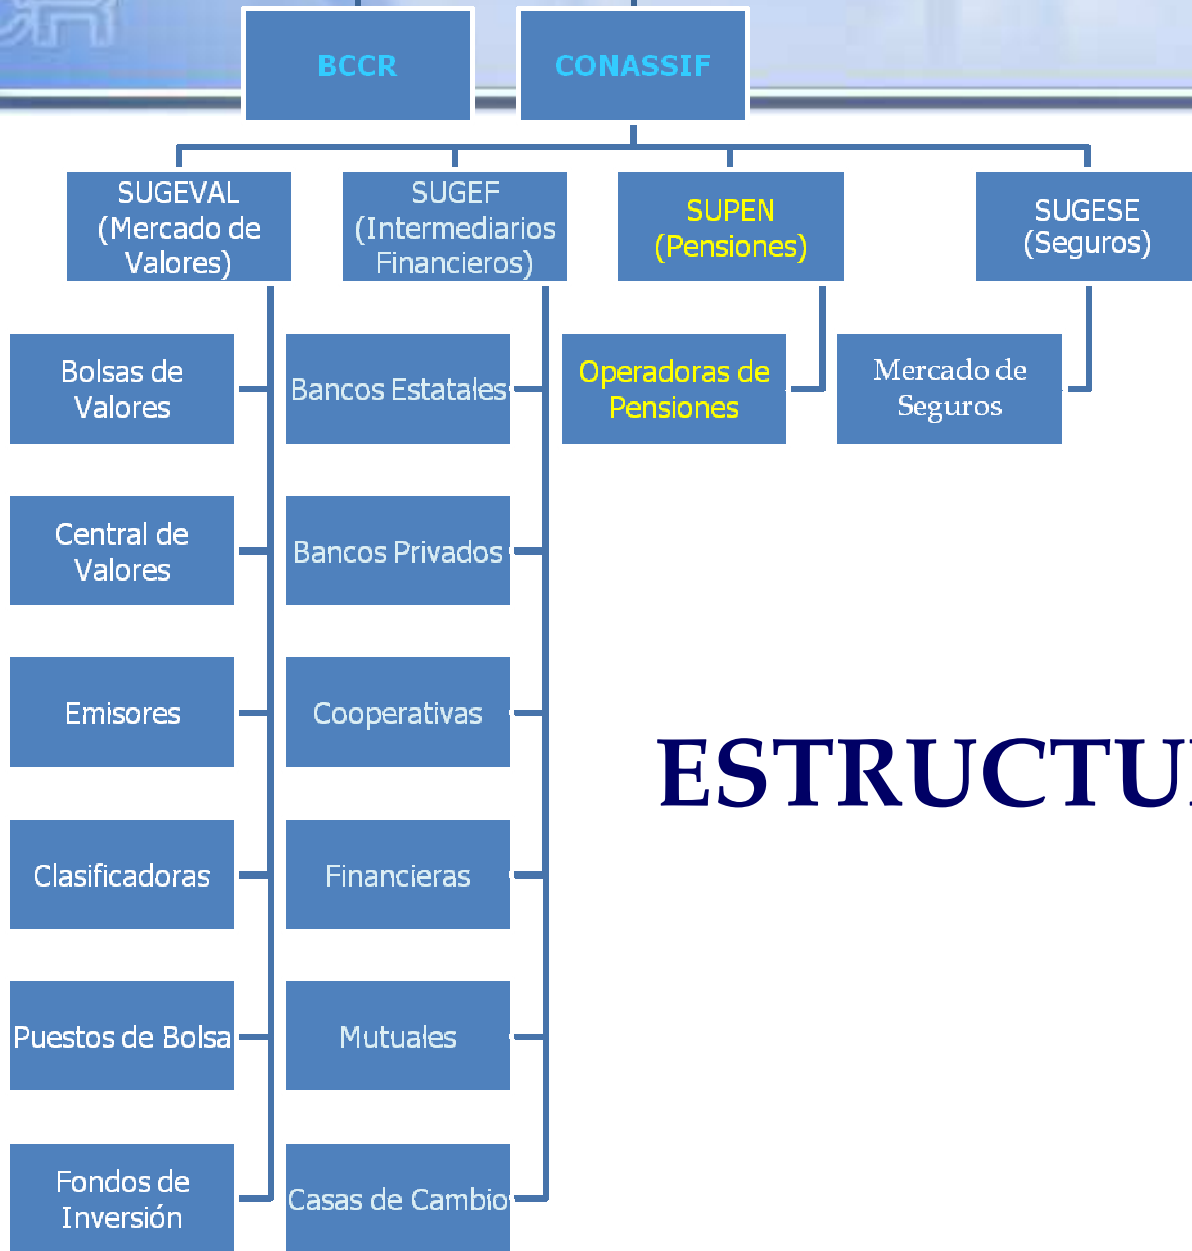 BCCR
CONASSIF
SUGEVAL
(Mercado de
Valores)
SUGEF
(Intermediarios
Financieros)
SUPEN
(Pensiones)
SUGESE
(Seguros)
Bolsas de
Valores
Bancos Estatales
Operadoras de
Pensiones
Mercado de
Seguros
Central de
Valores
Bancos Privados
Emisores
Cooperativas
ESTRUCTU
Clasificadoras
Financieras
Puestos de Bolsa
Mutuales
Fondos de
Inversión
Casas de Cambio